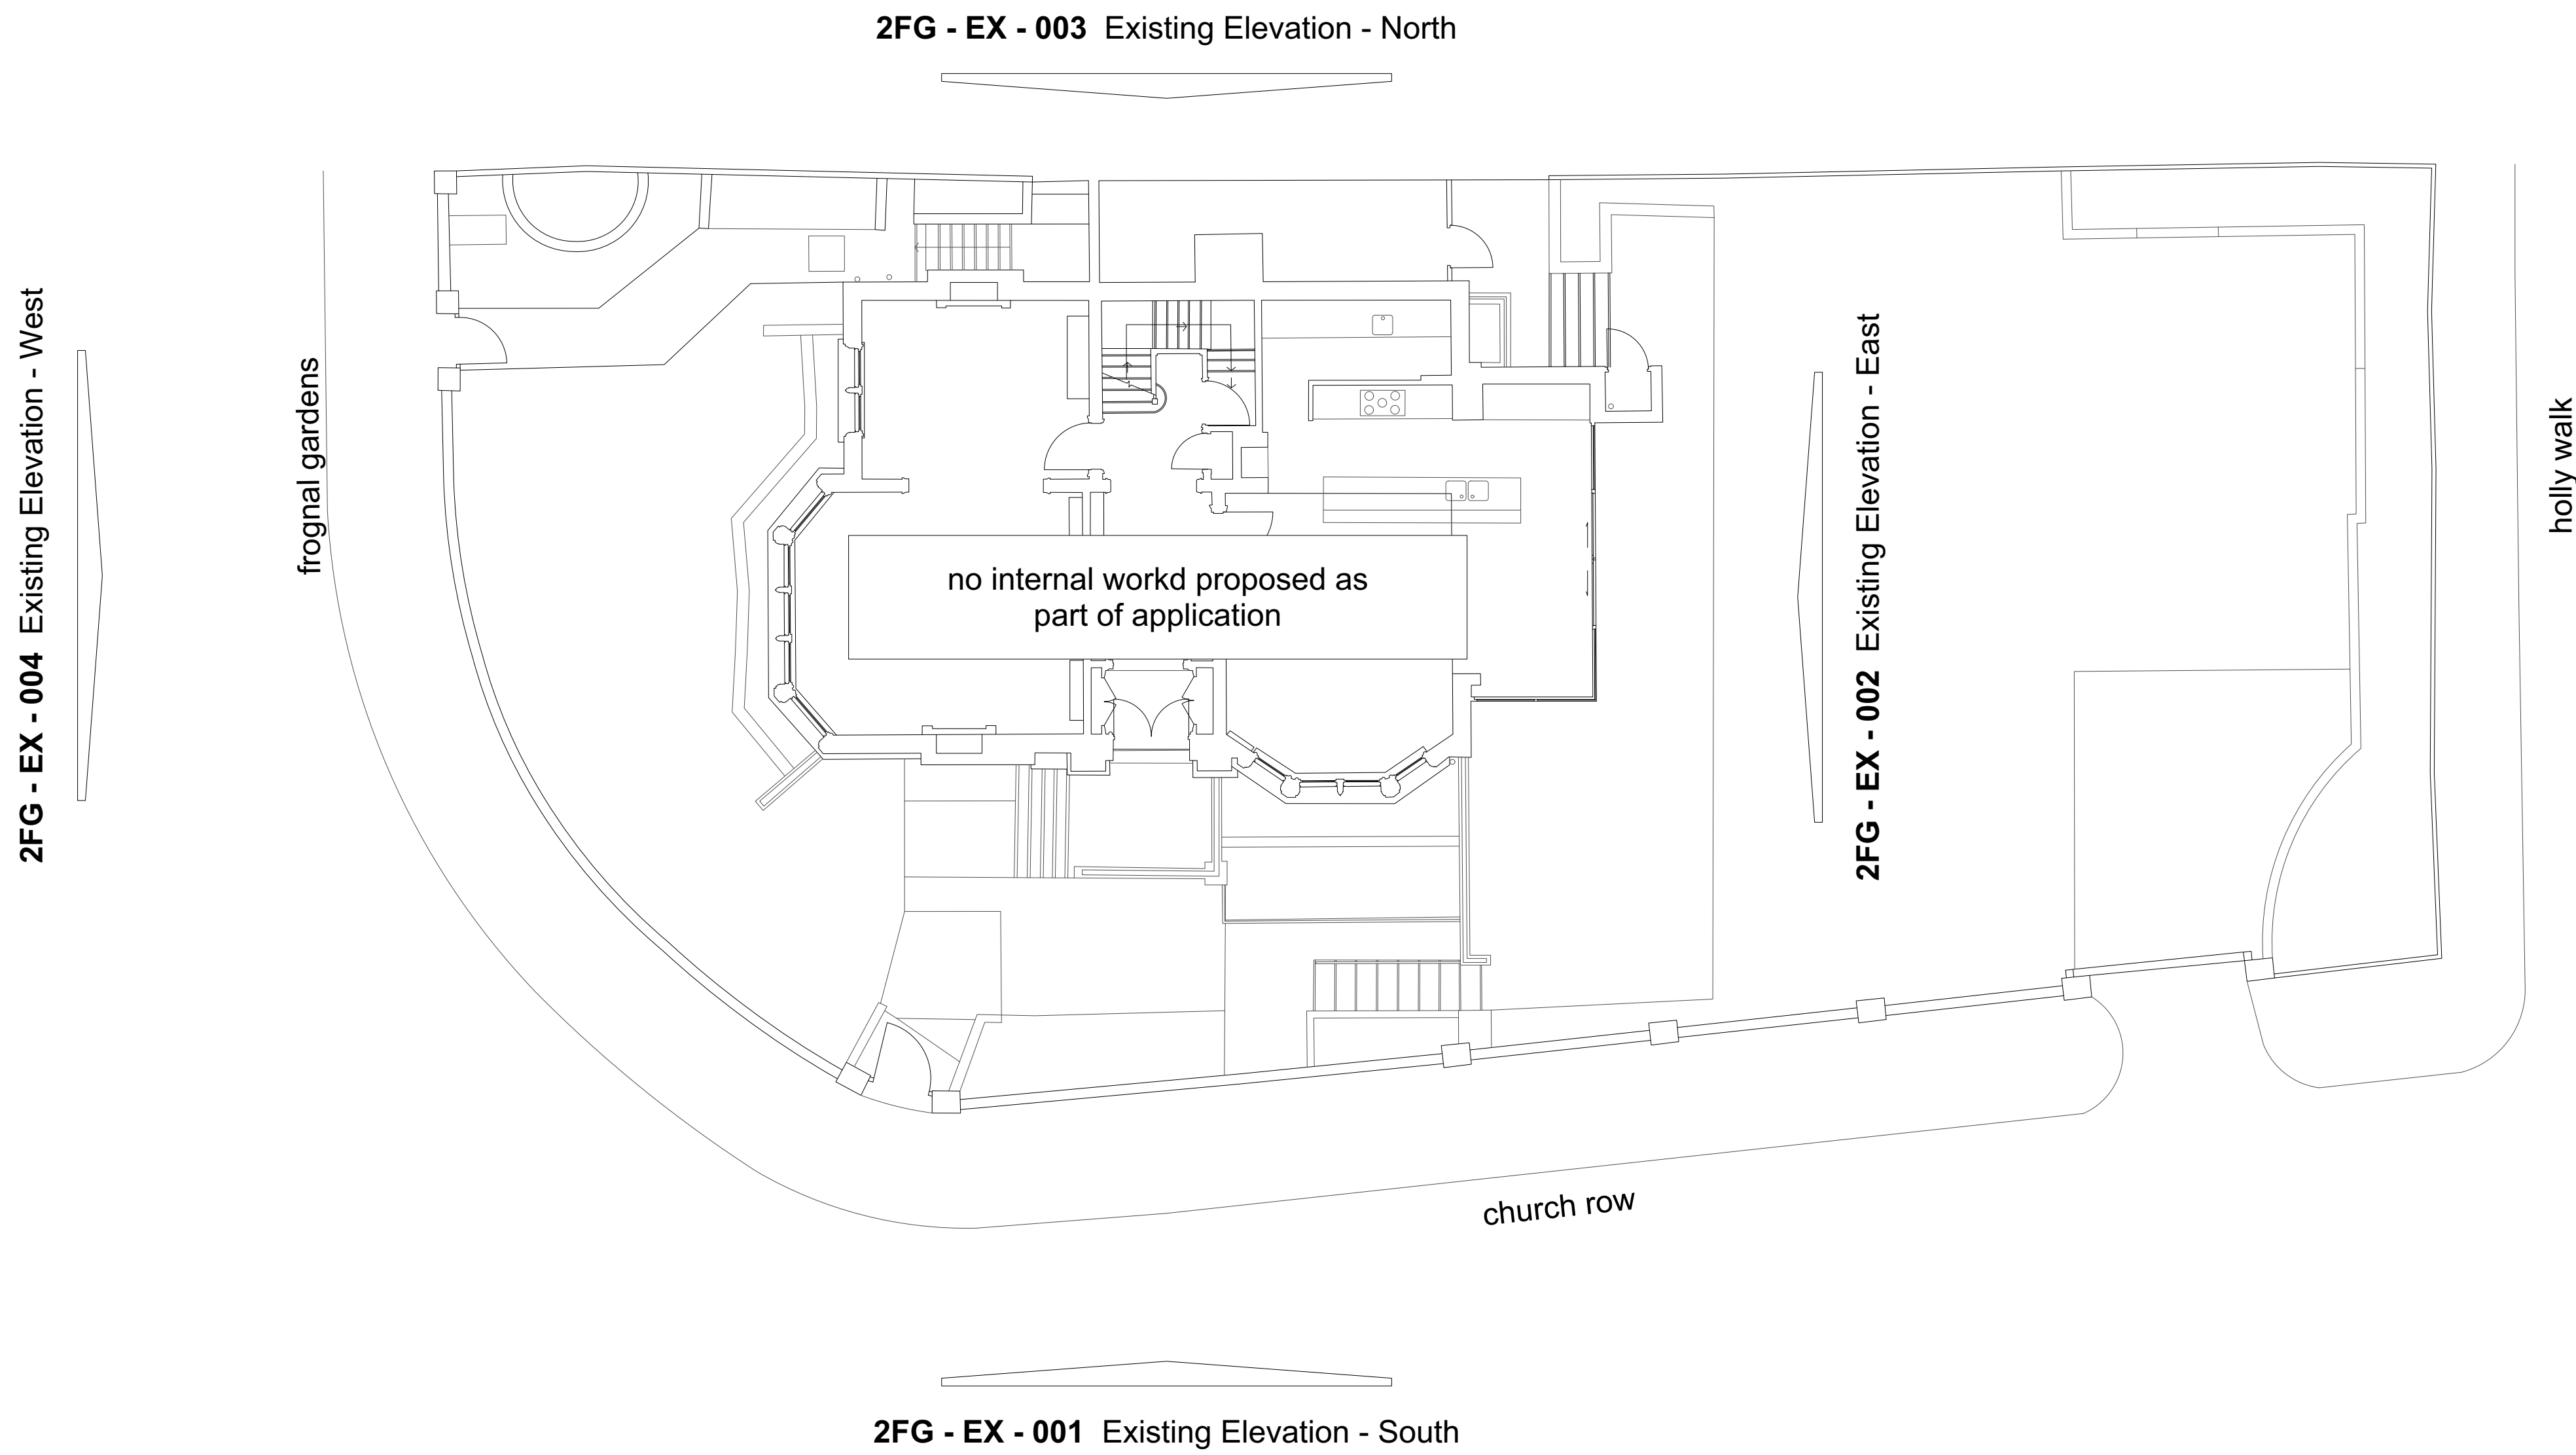 2FG - EX - 003 Existing Elevation - North
2FG - EX - 004 Existing Elevation - West
frognal gardens
no internal workd proposed as
part of application
2FG - EX - 002 Existing Elevation - East
holly walk
church row
2FG - EX - 001 Existing Elevation - South